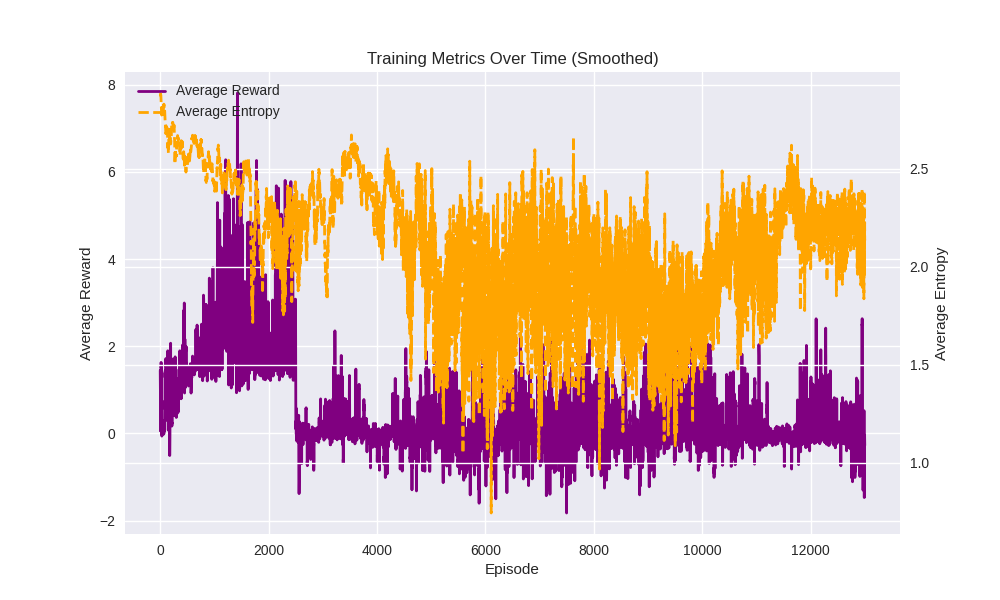 Training Metrics Over Time (Smoothed)
Average Reward
Average Entropy
8
6
4
2
0
−2
Average Reward
2.5
2.0
1.5
1.0
Average Entropy
0
2000
4000
6000
8000
10000
12000
Episode